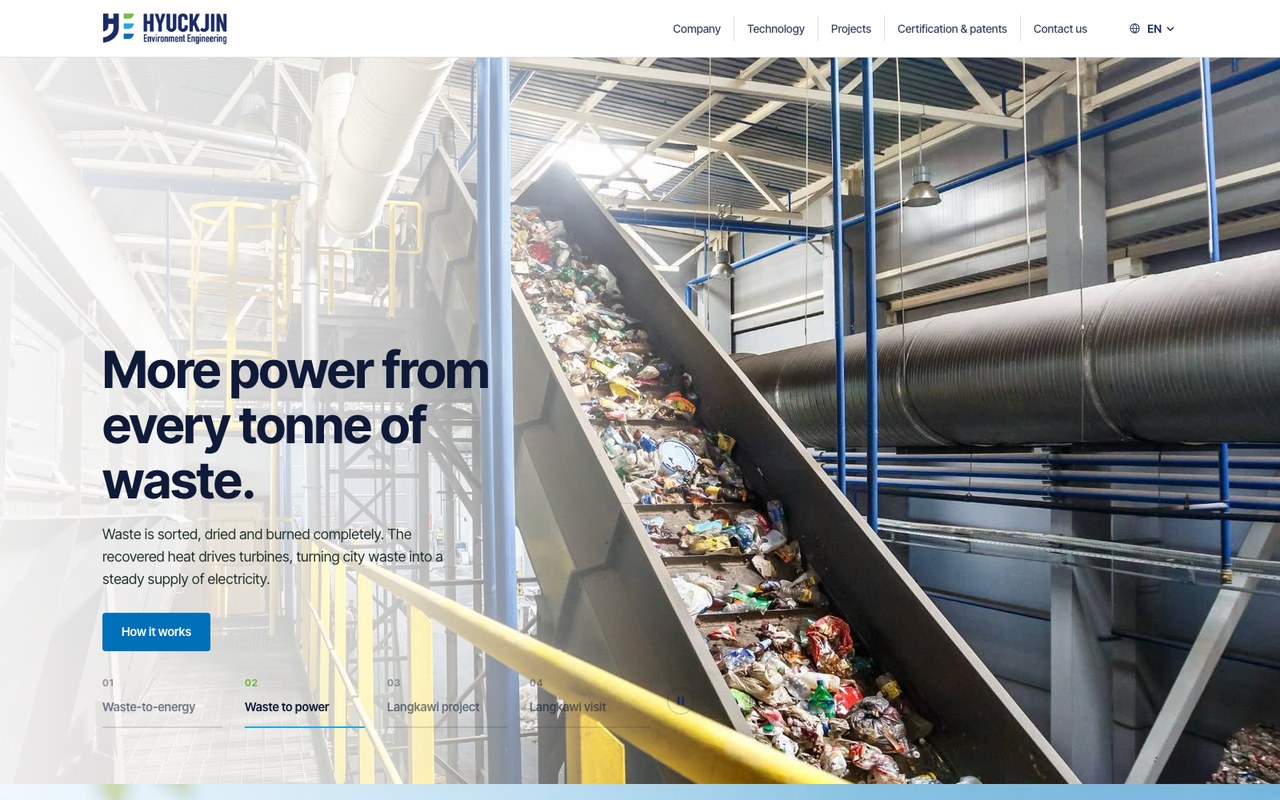 HYUCKJIN
Environment Engineering
Company
Technology
Projects
Certification & patents
Contact us
EN
More power from
every tonne of
waste.
Waste is sorted, dried and burned completely. The
recovered heat drives turbines, turning city waste into a
steady supply of electricity.
How it works
01
Waste-to-energy
02
Waste to power
03
Langkawi project
04
Langkawi visit